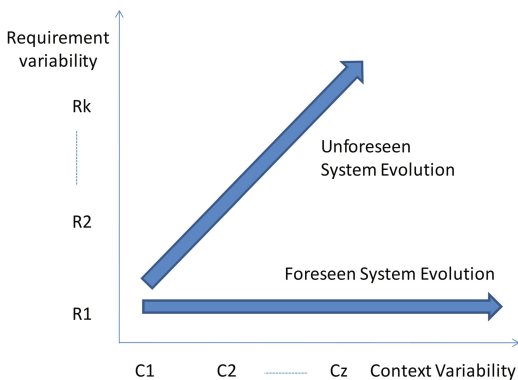 Requirement
variability
Rk
Unforeseen
System Evolution
R2
Foreseen System Evolution
R1
C1 C2 Cz Context Variability